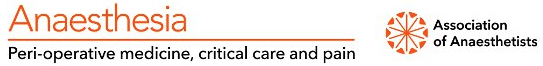 Anaesthesia
Peri-operative medicine, critical care and pain
Association
of Anaesthetists